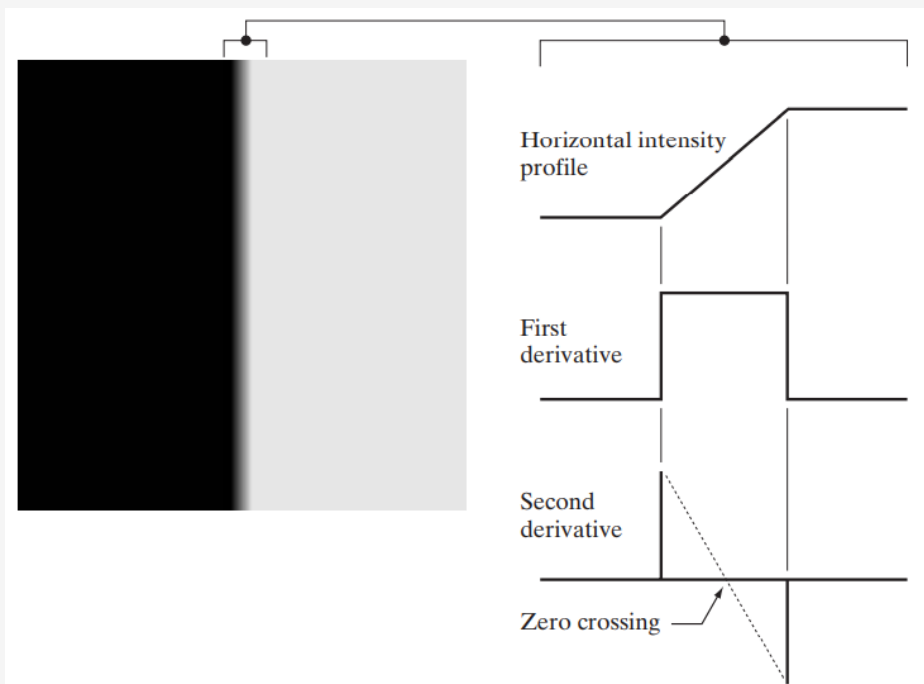 Horizontal intensity
profile
First
derivative
Second
derivative
Zero crossing